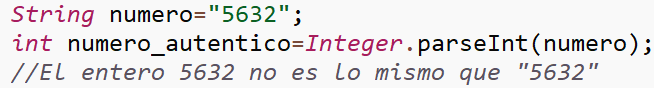 String numero="5632";
int numero_autentico=Integer.parseInt(numero);
//El entero 5632 no es lo mismo que "5632"